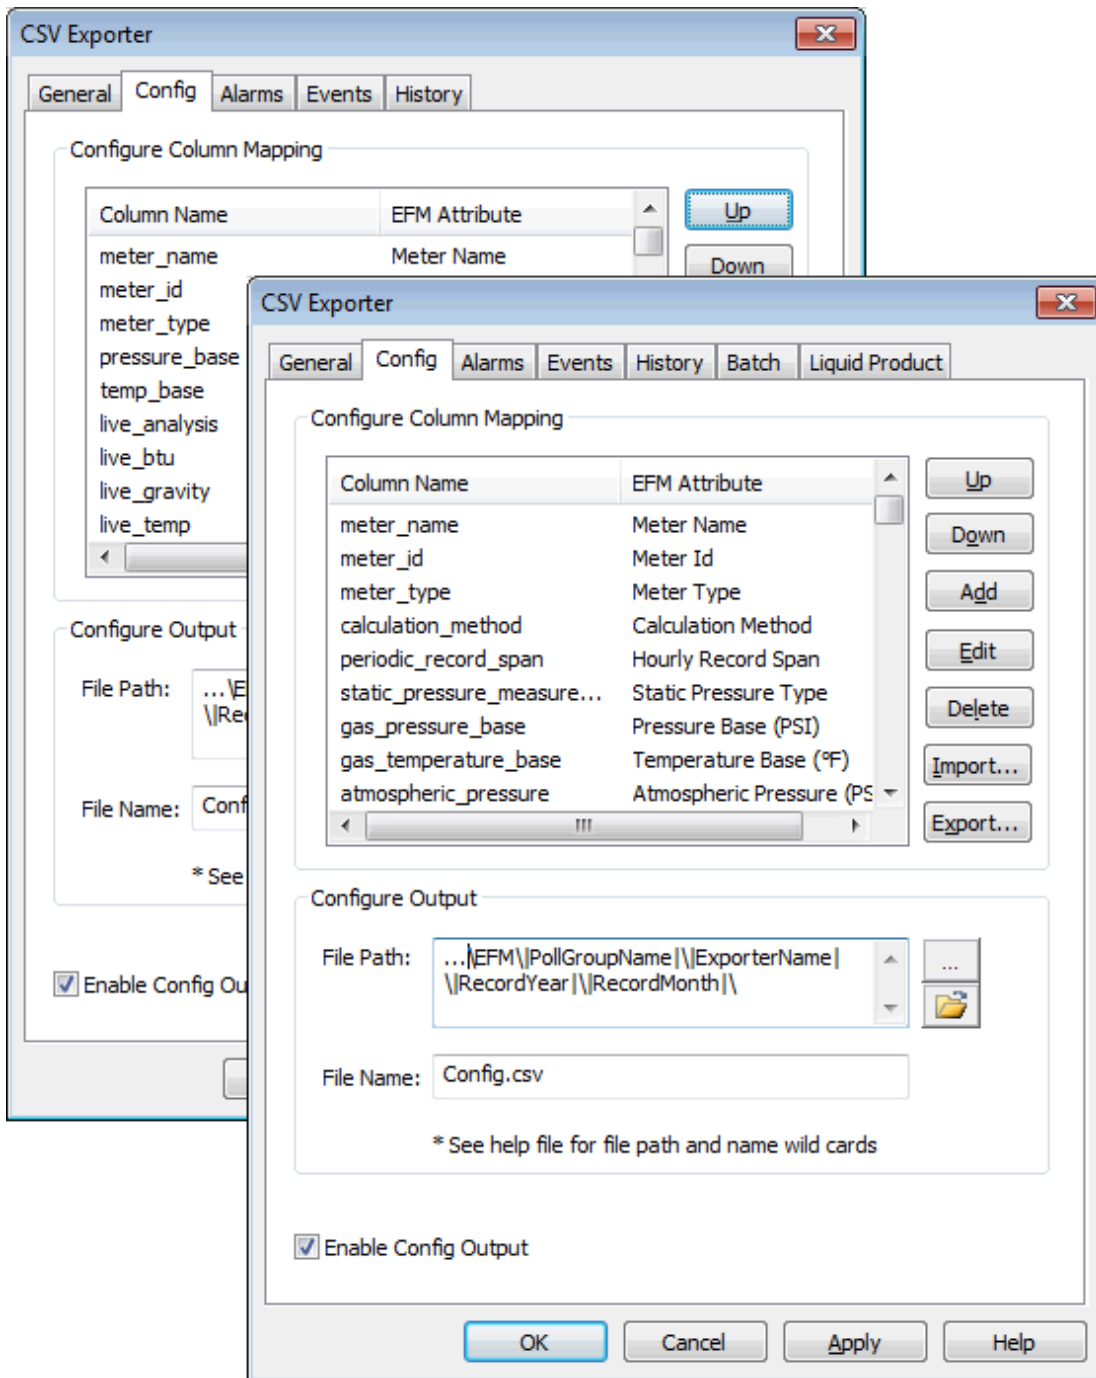 CSV Exporter
General Config Alarms Events History
Configure Column Mapping
Column Name EFM Attribute
Up
meter_name Meter Name
Down
meter_id
meter_type
pressure_base
temp_base
live_analysis
live_btu
live_gravity
live_temp
Configure Output
File Path: ...\E
\|Rec
File Name: Conf
* See
Enable Config Ou
CSV Exporter
General Config Alarms Events History Batch Liquid Product
Configure Column Mapping
Column Name EFM Attribute
Up
meter_name Meter Name
Down
meter_id Meter Id
meter_type Meter Type
Add
calculation_method Calculation Method
periodic_record_span Hourly Record Span
Edit
static_pressure_measure... Static Pressure Type
Delete
gas_pressure_base Pressure Base (PSI)
gas_temperature_base Temperature Base (°F)
Import...
atmospheric_pressure Atmospheric Pressure (PS
Export...
Configure Output
File Path: ...\EFM\|PollGroupName|\|ExporterName|
\|RecordYear|\|RecordMonth|\
...
File Name: Config.csv
* See help file for file path and name wild cards
Enable Config Output
OK Cancel Apply Help